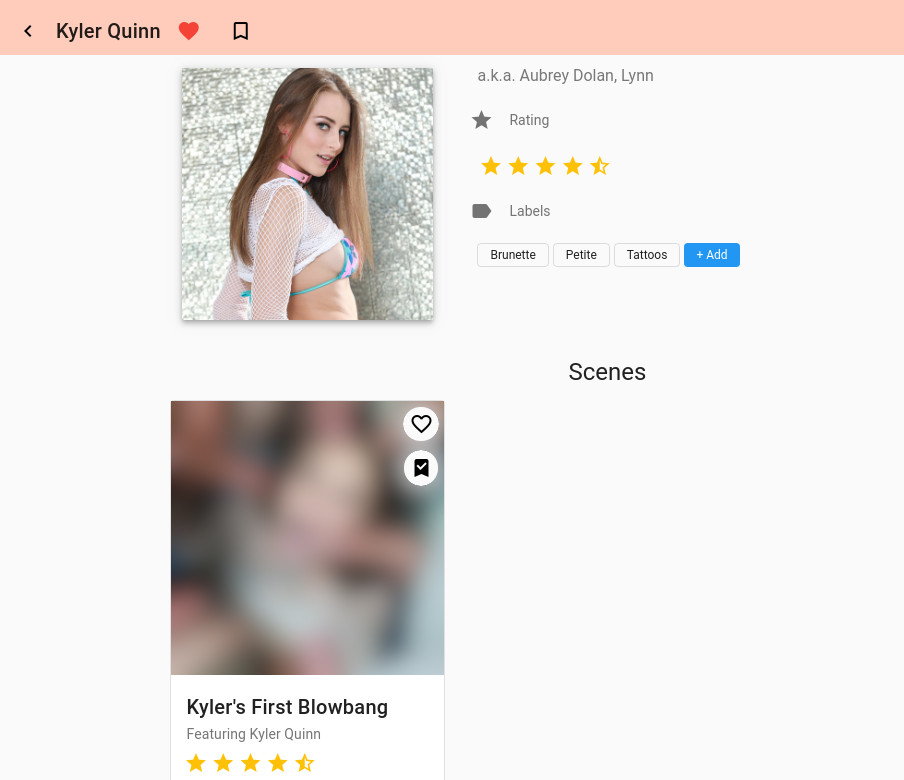 Kyler Quinn
a.k.a. Aubrey Dolan, Lynn
Rating
Labels
Brunette Petite Tattoos + Add
Scenes
Kyler's First Blowbang
Featuring Kyler Quinn